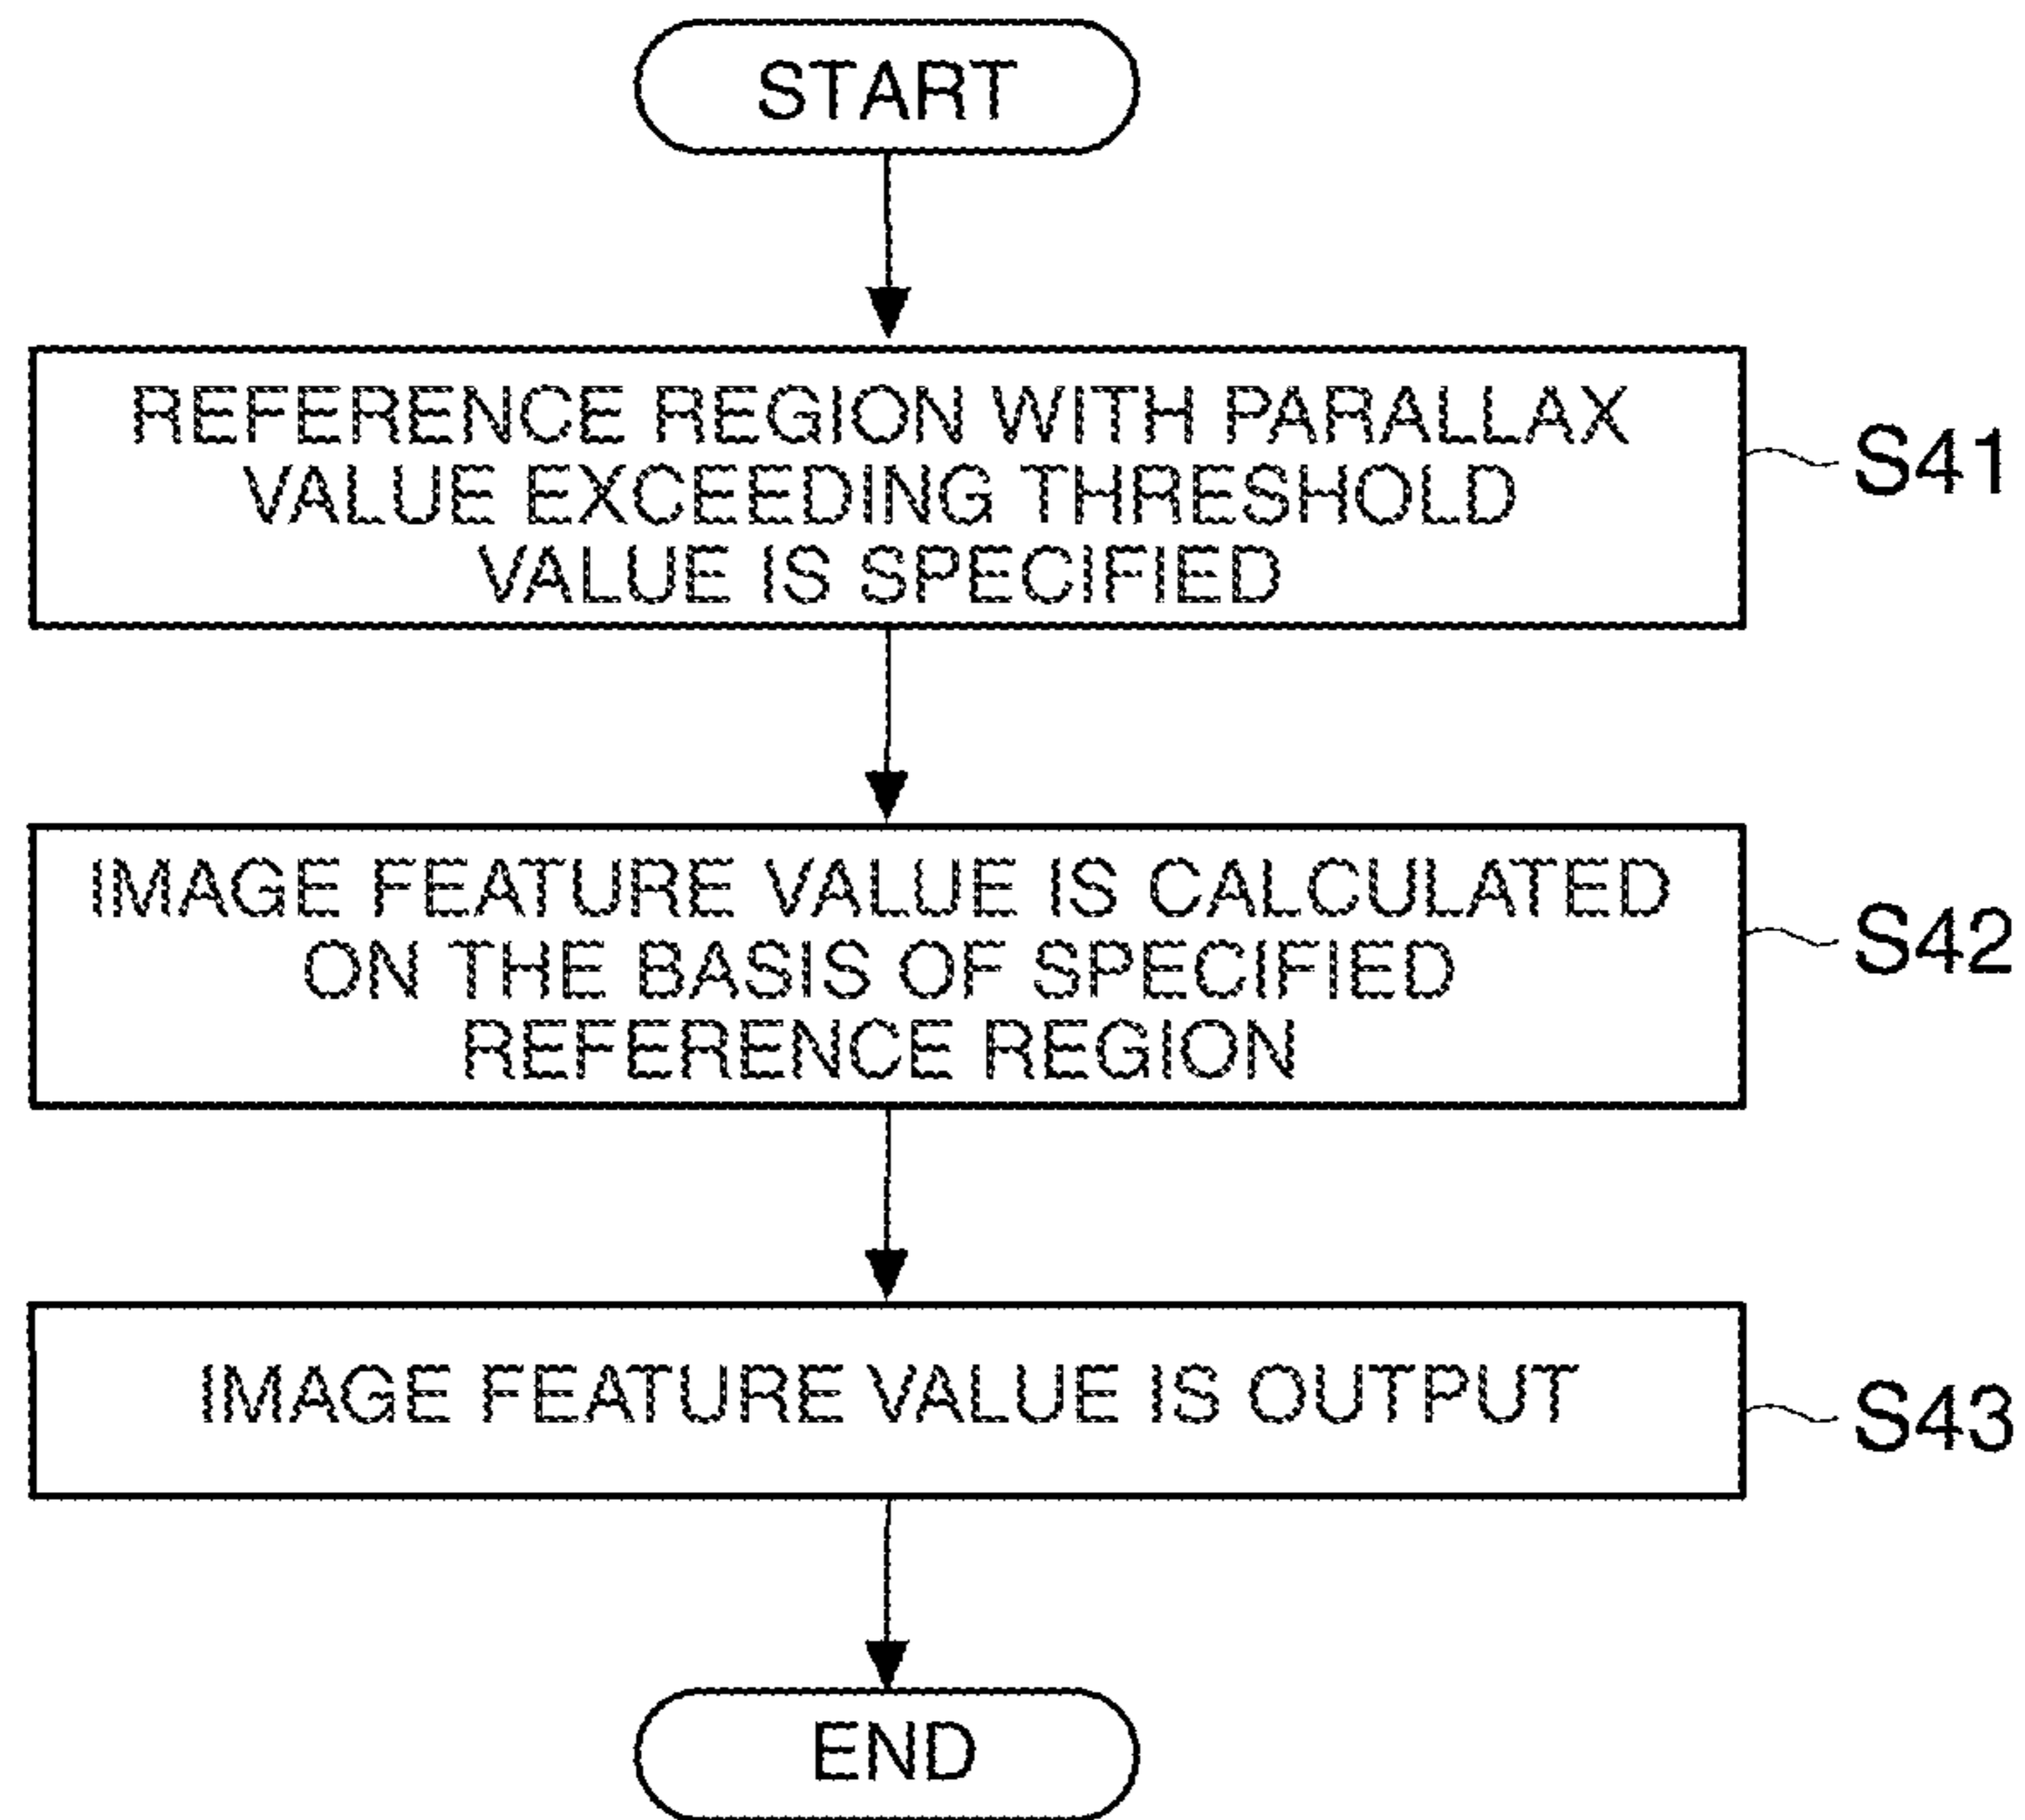 START
REFERENCE REGION WITH PARALLAX
VALUE EXCEEDING THRESHOLD
VALUE IS SPECIFIED
S41
IMAGE FEATURE VALUE IS CALCULATED
ON THE BASIS OF SPECIFIED
REFERENCE REGION
S42
IMAGE FEATURE VALUE IS OUTPUT
S43
END